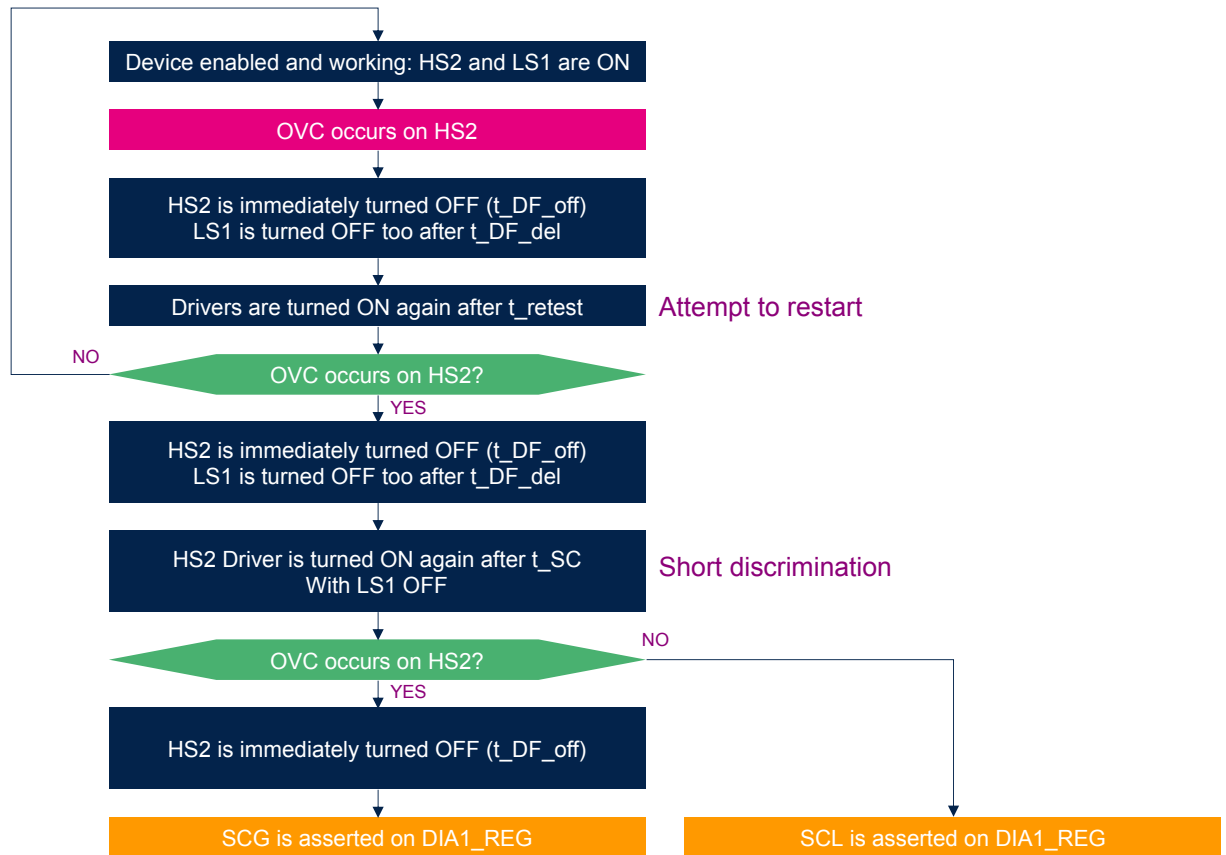 Device enabled and working: HS2 and LS1 are ON
OVC occurs on HS2
HS2 is immediately turned OFF (t_DF_off)
LS1 is turned OFF too after t_DF_del
Drivers are turned ON again after t_retest
Attempt to restart
NO
OVC occurs on HS2?
YES
HS2 is immediately turned OFF (t_DF_off)
LS1 is turned OFF too after t_DF_del
HS2 Driver is turned ON again after t_SC
With LS1 OFF
Short discrimination
NO
OVC occurs on HS2?
YES
HS2 is immediately turned OFF (t_DF_off)
SCG is asserted on DIA1_REG
SCL is asserted on DIA1_REG